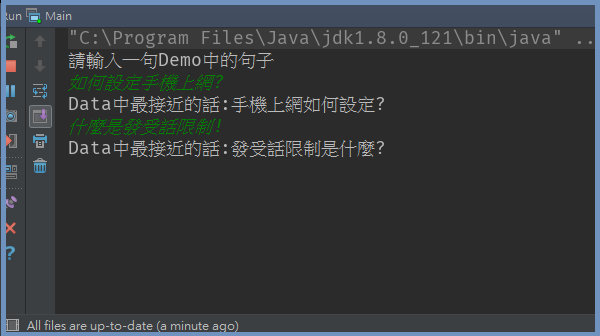 Run Main
"C:\Program Files\Java\jdk1.8.0_121\bin\java" ..
請輸入一句Demo中的句子
如何設定手機上網?
Data中最接近的話:手機上網如何設定?
什麼是發受話限制!
Data中最接近的話:發受話限制是什麼?
All files are up-to-date (a minute ago)